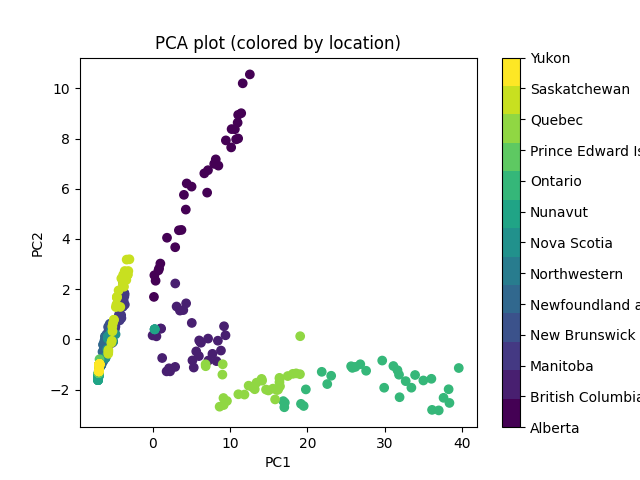 PCA plot (colored by location)
PC2
10
8
6
4
2
0
−2
0
10
20
30
40
PC1
Yukon
Saskatchewan
Quebec
Prince Edward Is
Ontario
Nunavut
Nova Scotia
Northwestern
Newfoundland a
New Brunswick
Manitoba
British Columbia
Alberta